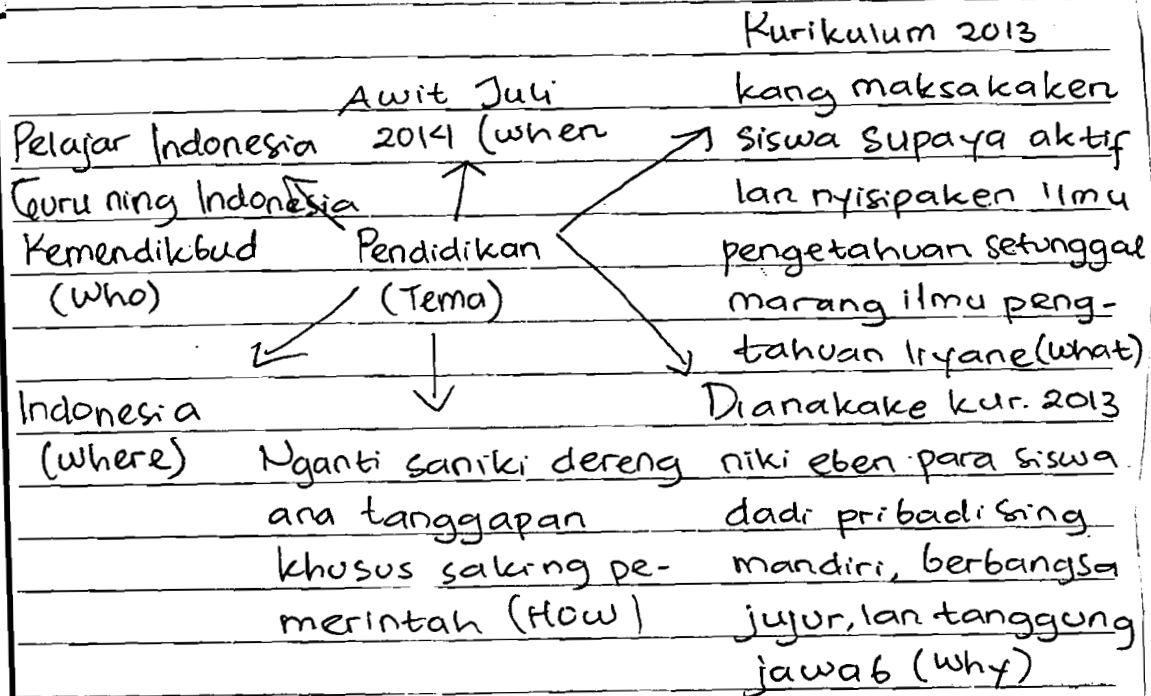 Kurikulum 2013
kang maksakaken
siswa supaya aktif
lan nyisipaken ilmu
pengetahuan setunggal
marang ilmu peng-
tahuan liyane (what)
Awit Juli
2014 (when
Pelajar Indonesia
Guru ning Indonesia
Kemendikbud
(Who)
Pendidikan
(Tema)
Indonesia
(where)
Nganti saniki dereng
ana tanggapan
khusus saking pe-
merintah (How)
Dianakake kur. 2013
niki eben para siswa
dadi pribadi sing
mandiri, berbangsa
jujur, lan tanggung
jawab (why)